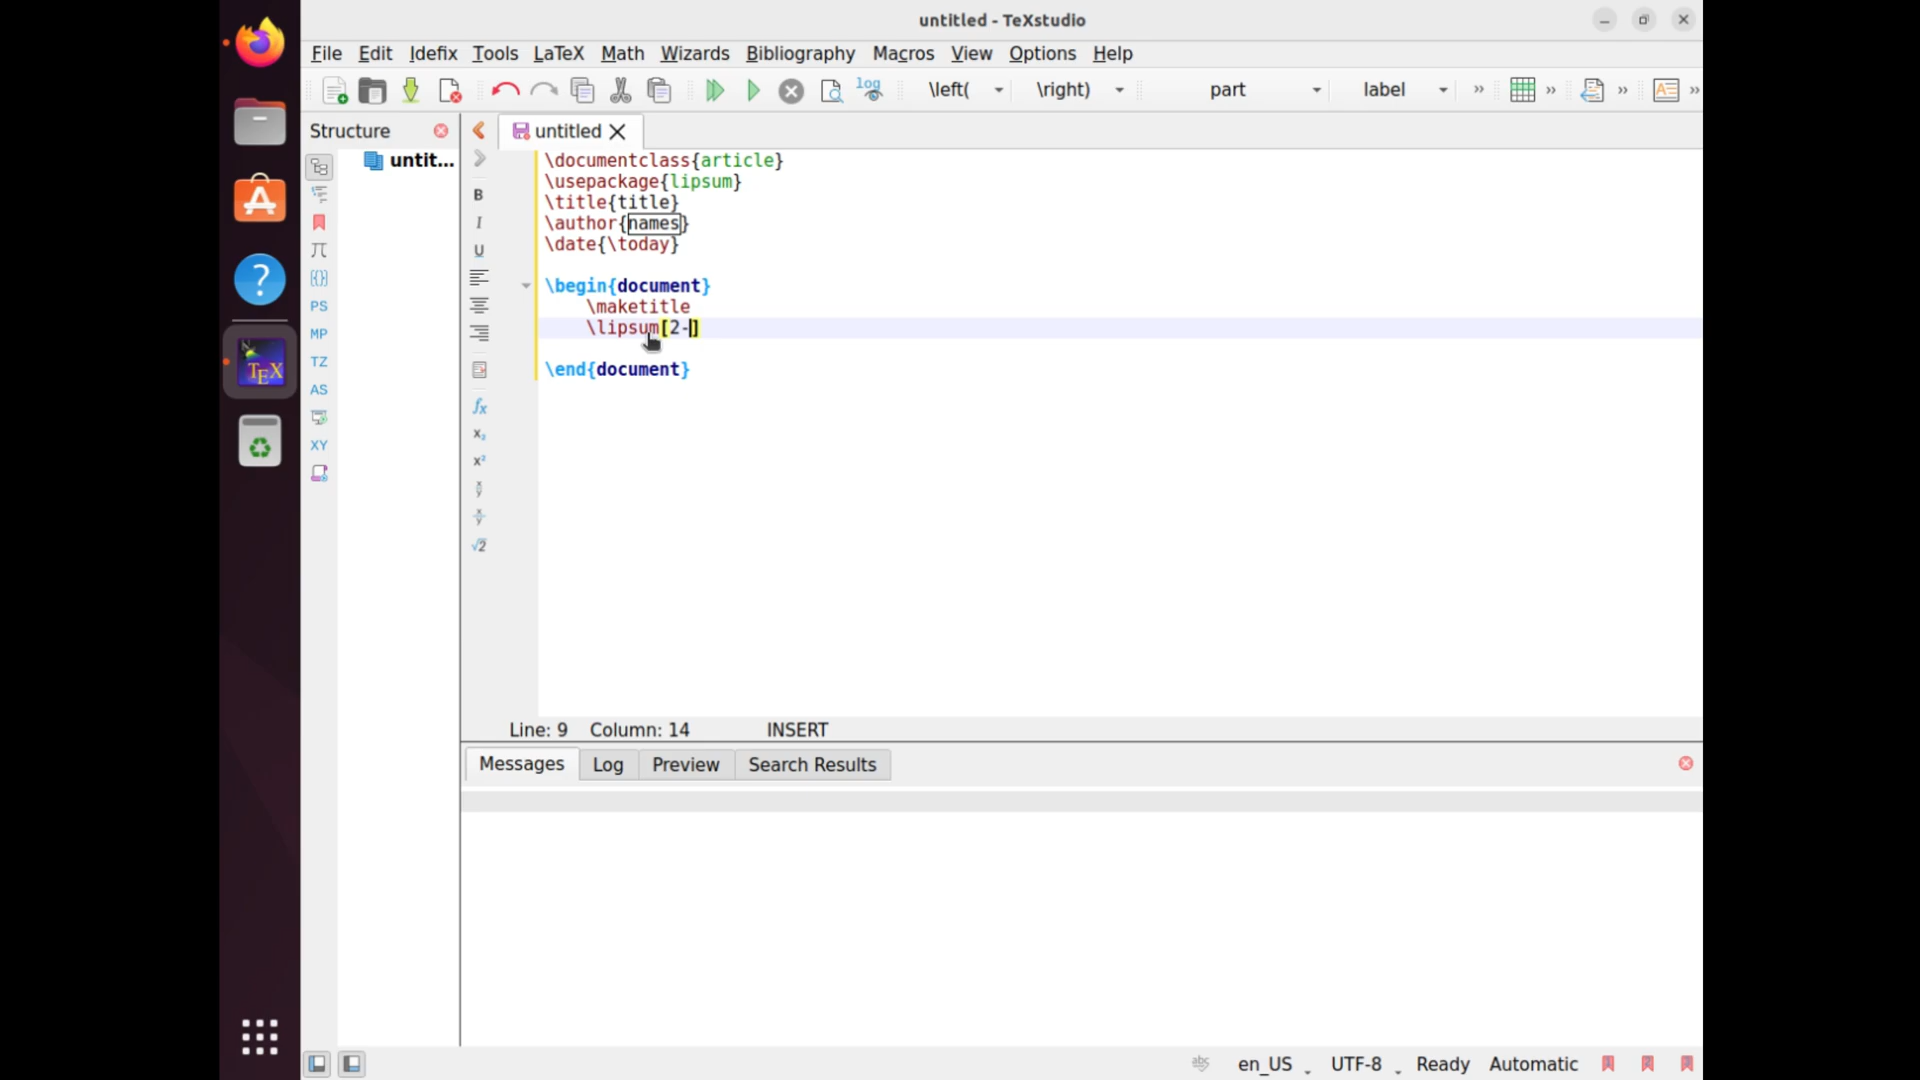 untitled - TeXstudio
File Edit Idefix Tools LaTeX Math Wizards Bibliography Macros View Options Help
log \left( \right) part label
Structure untitled
untit...
\documentclass{article}
\usepackage{lipsum}
\title{title}
\author{names}
\date{\today}
\begin{document}
\maketitle
\lipsum[2-]
\end{document}
B
I
U
PS
MP
TZ
AS
XY
TEX
Line: 9 Column: 14 INSERT
Messages Log Preview Search Results
en_US UTF-8 Ready Automatic